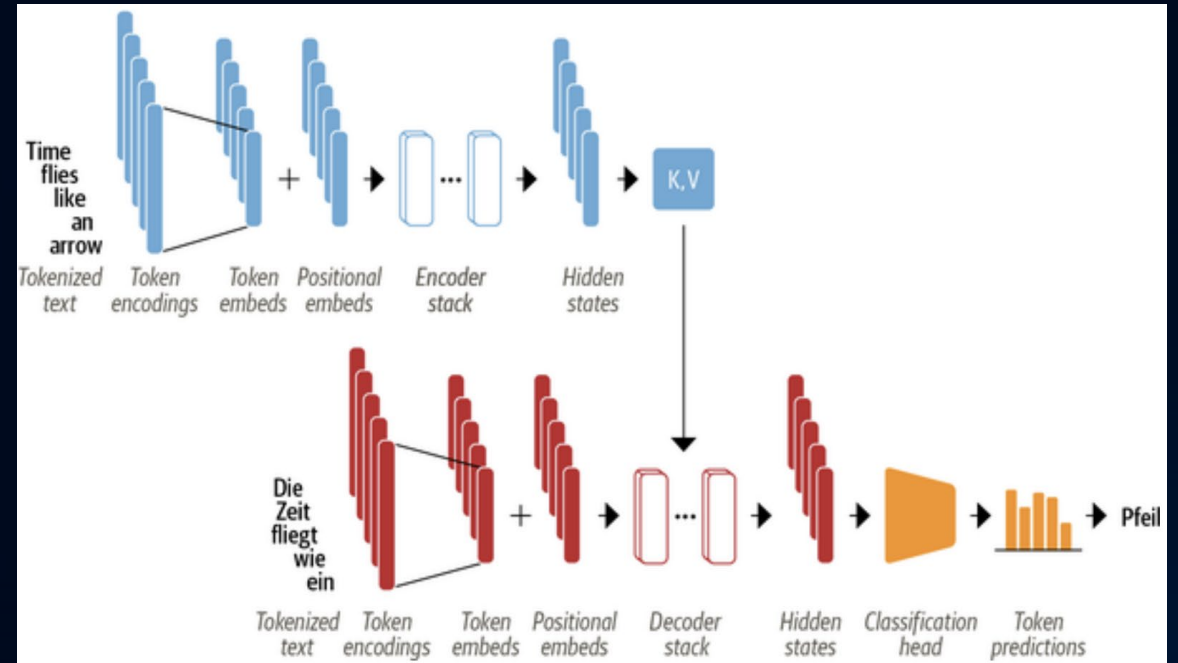 Time
flies
like
an
arrow
K,V
Tokenized
text
Token
encodings
Token
embeds
Positional
embeds
Encoder
stack
Hidden
states
Die
Zeit
fliegt
wie
ein
Pfeil
Tokenized
text
Token
encodings
Token
embeds
Positional
embeds
Decoder
stack
Hidden
states
Classification
head
Token
predictions